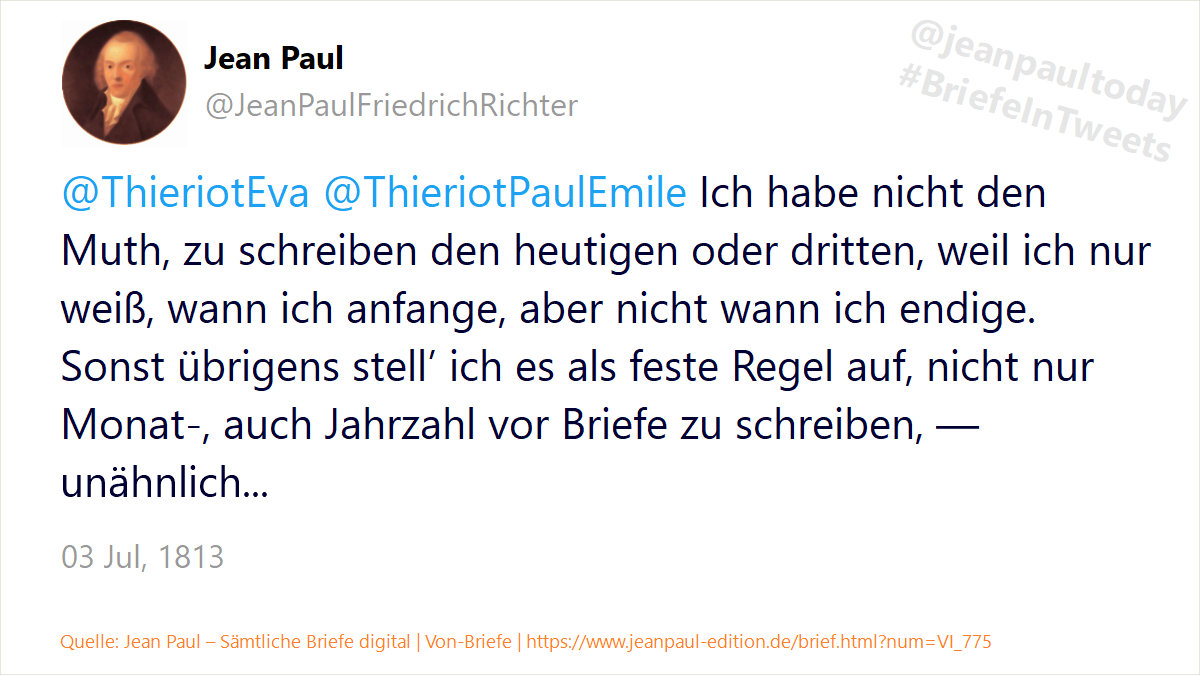 Jean Paul
@JeanPaulFriedrichRichter
@jeanpaultoday
#BriefeInTweets
@ThieriotEva @ThieriotPaulEmile Ich habe nicht den
Muth, zu schreiben den heutigen oder dritten, weil ich nur
weiß, wann ich anfange, aber nicht wann ich endige.
Sonst übrigens stell’ ich es als feste Regel auf, nicht nur
Monat-, auch Jahrzahl vor Briefe zu schreiben, —
unähnlich...
03 Jul, 1813
Quelle: Jean Paul – Sämtliche Briefe digital | Von-Briefe | https://www.jeanpaul-edition.de/brief.html?num=VI_775